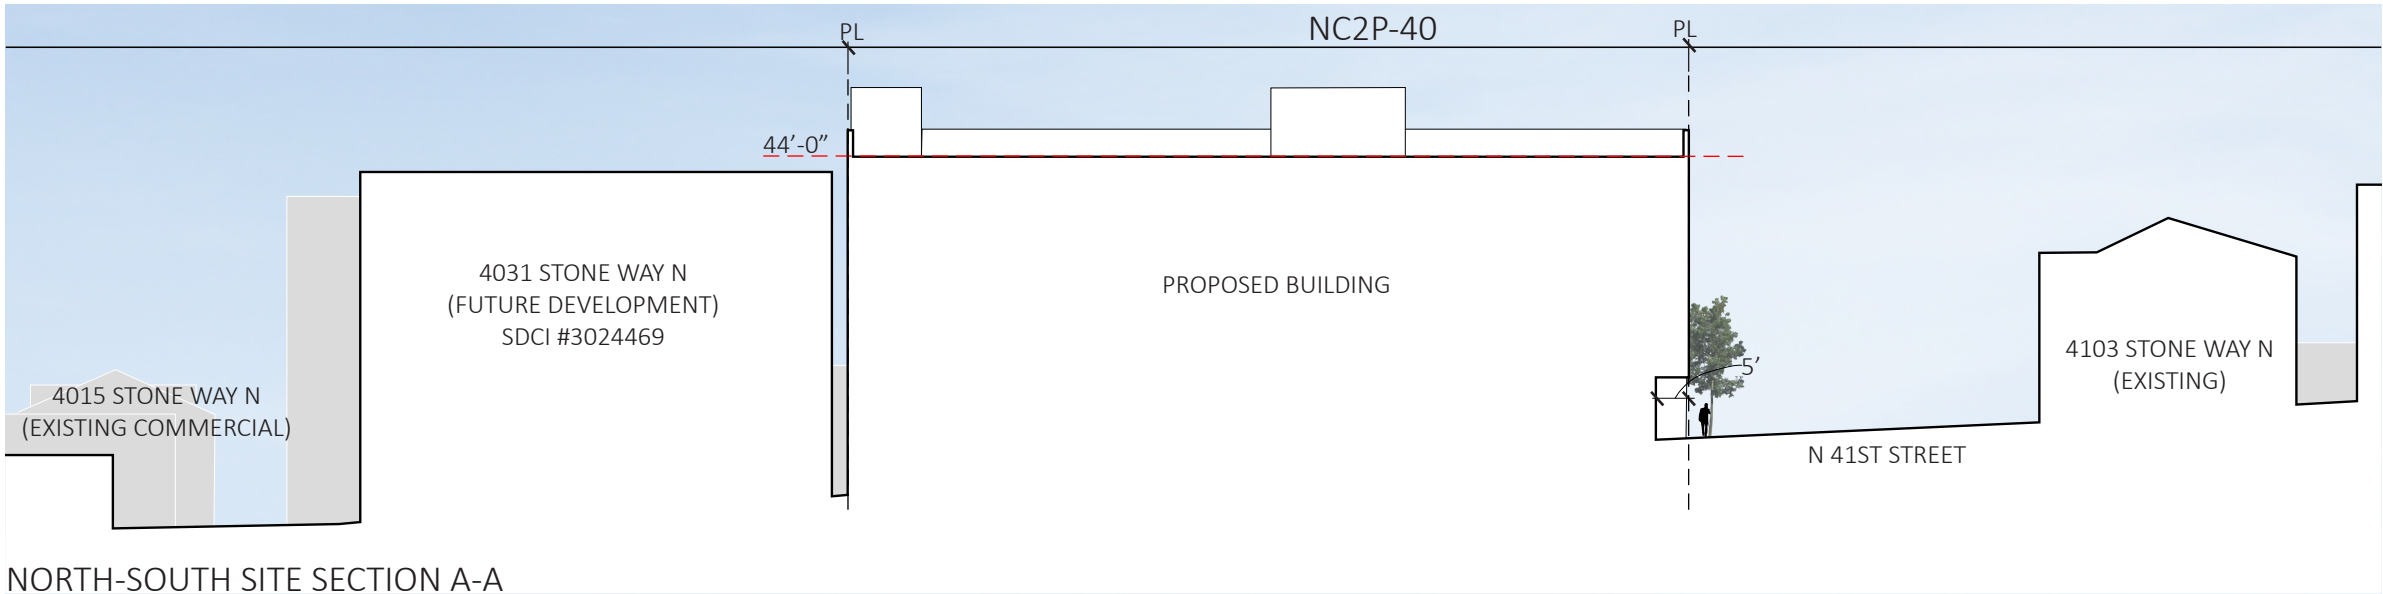 PL
NC2P-40
PL
44’-0”
4031 STONE WAY N
(FUTURE DEVELOPMENT)
SDCI #3024469
PROPOSED BUILDING
4015 STONE WAY N
(EXISTING COMMERCIAL)
5’
4103 STONE WAY N
(EXISTING)
N 41ST STREET
NORTH-SOUTH SITE SECTION A-A